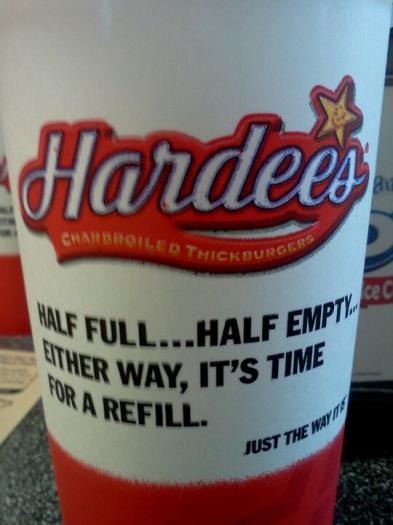 Hardee's
CHARBROILED THICKBURGERS
HALF FULL...HALF EMPTY...
EITHER WAY, IT'S TIME
FOR A REFILL.
JUST THE WAY IT IS